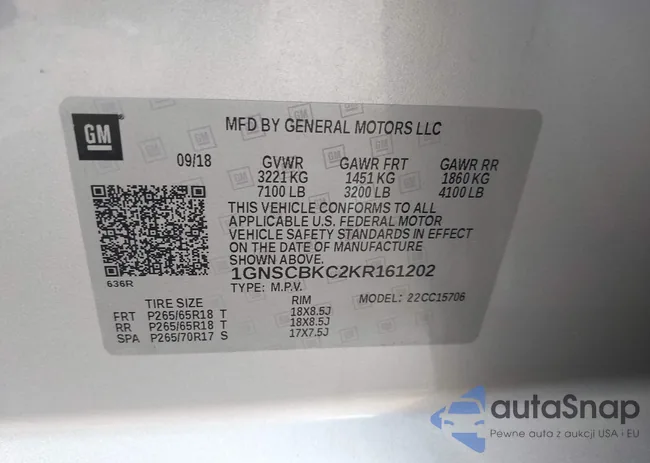 GM
MFD BY GENERAL MOTORS LLC
09/18 GVWR GAWR FRT GAWR RR
3221 KG 1451 KG 1860 KG
7100 LB 3200 LB 4100 LB
THIS VEHICLE CONFORMS TO ALL
APPLICABLE U.S. FEDERAL MOTOR
VEHICLE SAFETY STANDARDS IN EFFECT
ON THE DATE OF MANUFACTURE
SHOWN ABOVE.
1GNSCBKC2KR161202
636R
TYPE: M.P.V.
MODEL: 22CC15706
TIRE SIZE RIM
FRT P265/65R18 T 18X8.5J
RR P265/65R18 T 18X8.5J
SPA P265/70R17 S 17X7.5J
autaSnap
Pewne auta z aukcji USA i EU